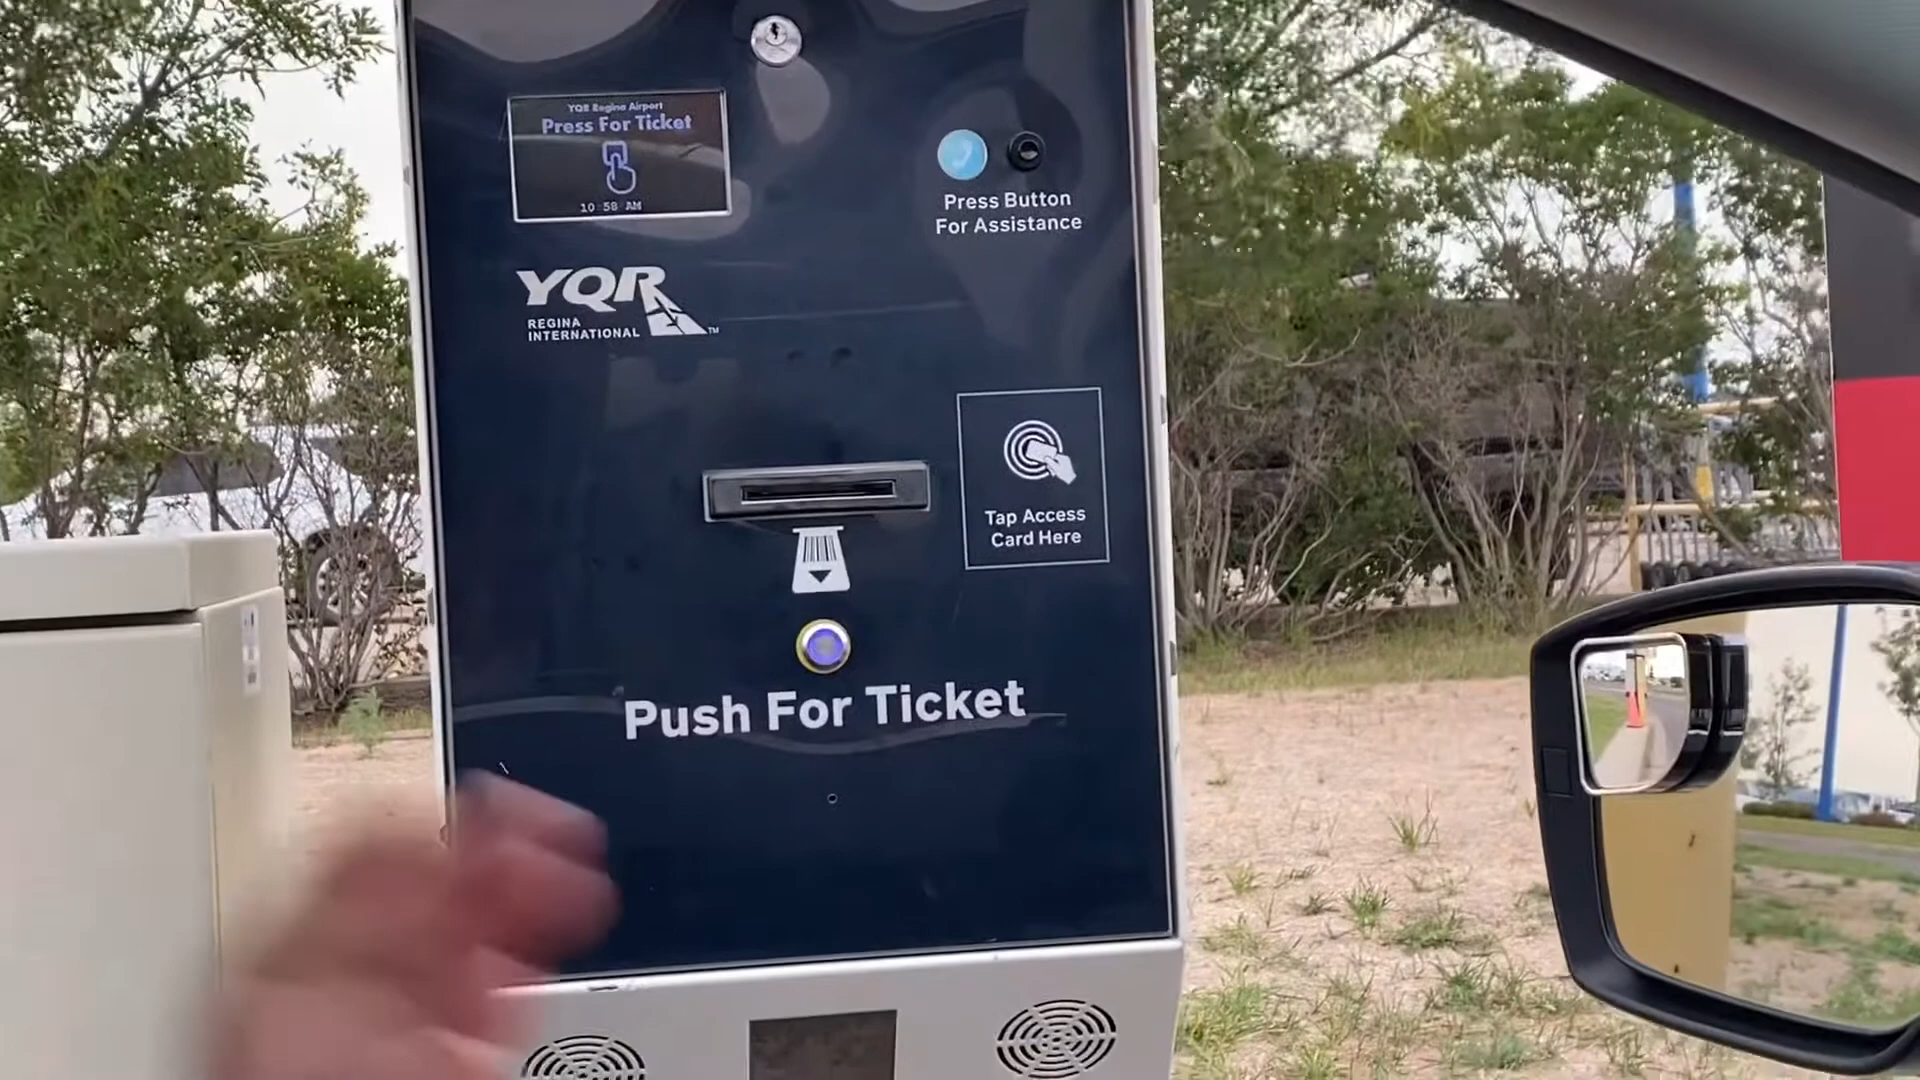 YQR Regina Airport
Press For Ticket
10:58 AM
Press Button
For Assistance
YQR
REGINA
INTERNATIONAL
TM
Tap Access
Card Here
Push For Ticket